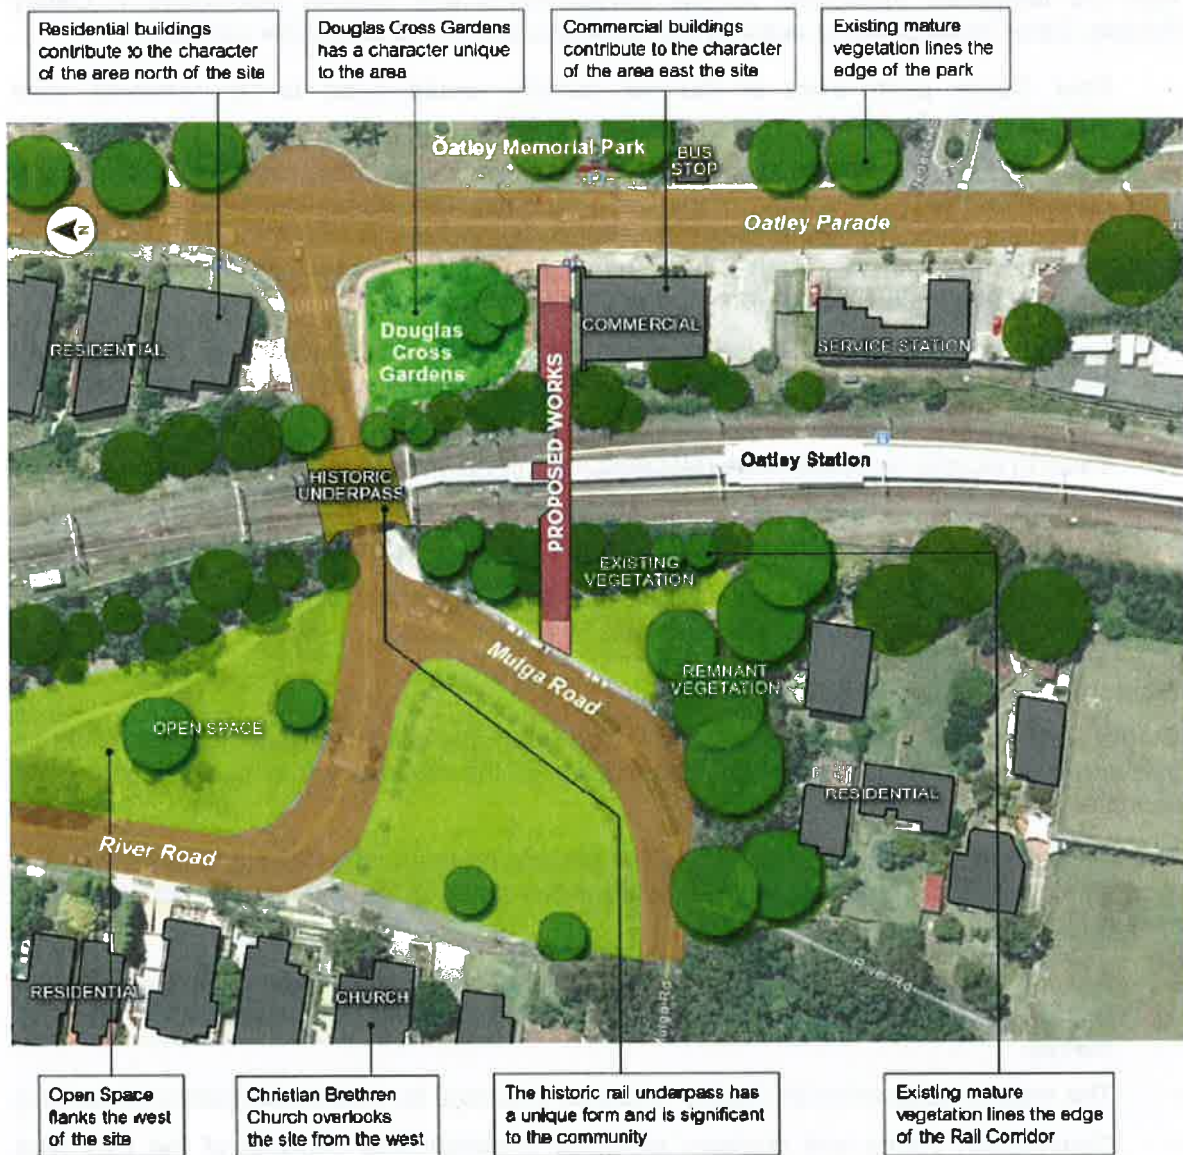 Residential buildings
contribute to the character
of the area north of the site
Douglas Cross Gardens
has a character unique
to the area
Commercial buildings
contribute to the character
of the area east the site
Existing mature
vegetation lines the
edge of the park
Oatley Memorial Park
BUS
STOP
N
Oatley Parade
RESIDENTIAL
Douglas
Cross
Gardens
COMMERCIAL
SERVICE STATION
PROPOSED WORKS
HISTORIC
UNDERPASS
Oatley Station
EXISTING
VEGETATION
Mulga Road
REMNANT
VEGETATION
OPEN SPACE
RESIDENTIAL
River Road
River Rd
RESIDENTIAL
CHURCH
Mulga Rd
Open Space
flanks the west
of the site
Christian Brethren
Church overlooks
the site from the west
The historic rail underpass has
a unique form and is significant
to the community
Existing mature
vegetation lines the edge
of the Rail Corridor